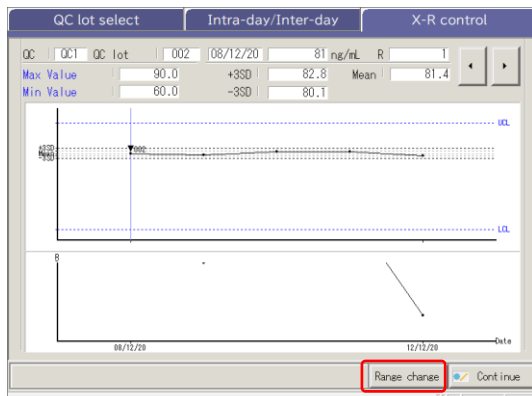 QC lot select Intra-day/Inter-day X-R control
QC QC1 QC lot 002 08/12/20 81 ng/mL R 1
Max Value 90.0 +3SD 82.8 Mean 81.4
Min Value 60.0 -3SD 80.1
UCL
+3SD
Mean
-3SD
002
LCL
R
08/12/20 12/12/20 Date
Range change Continue